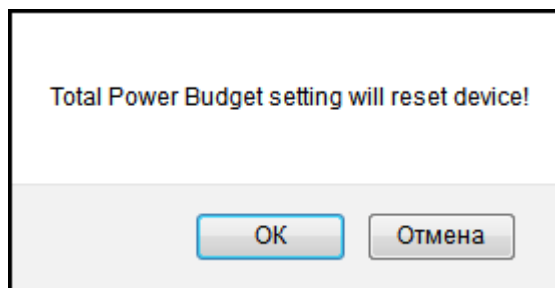 Total Power Budget setting will reset device!
OK
Отмена